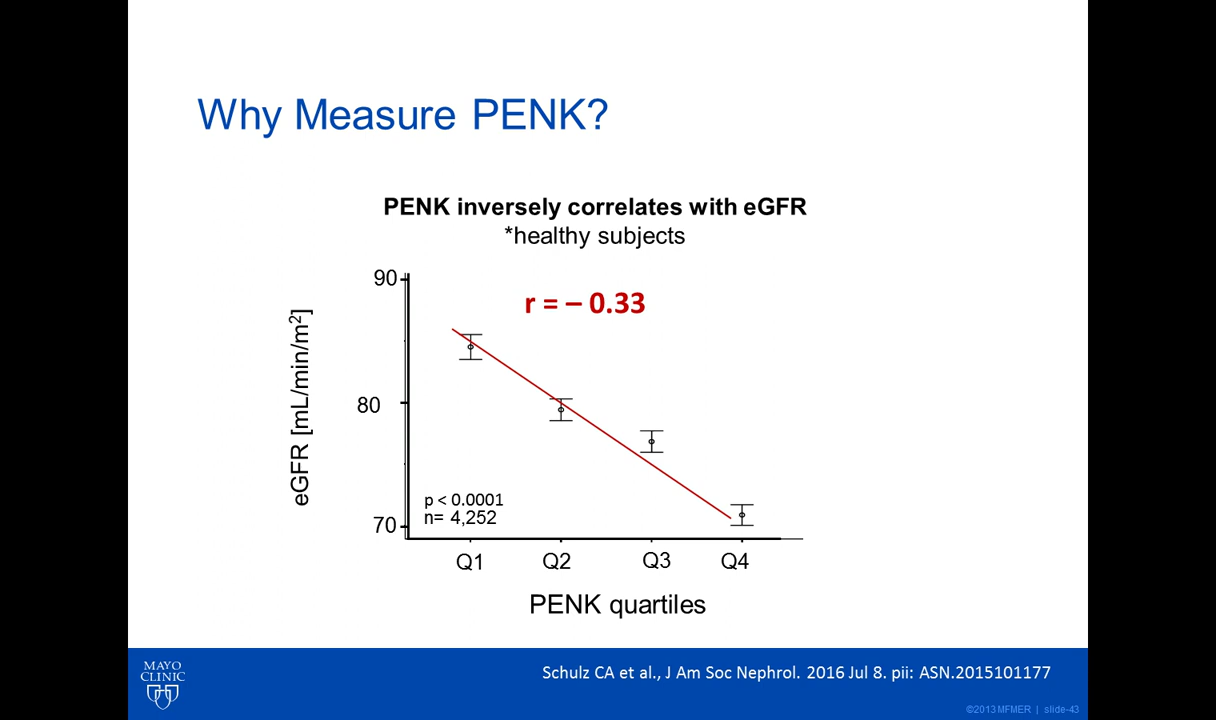 Why Measure PENK?
PENK inversely correlates with eGFR
*healthy subjects
r = – 0.33
eGFR [mL/min/m²]
90
80
70
p < 0.0001
n= 4,252
Q1 Q2 Q3 Q4
PENK quartiles
MAYO
CLINIC
Schulz CA et al., J Am Soc Nephrol. 2016 Jul 8. pii: ASN.2015101177
©2013 MFMER | slide-43